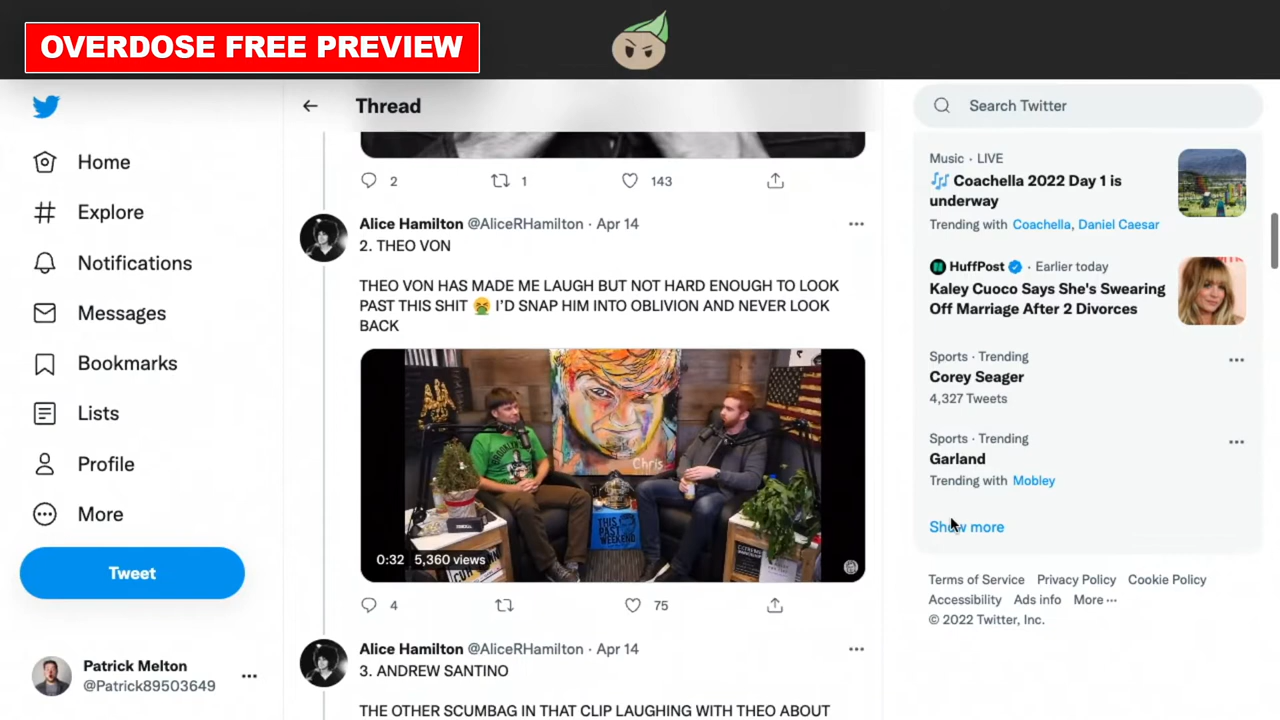 OVERDOSE FREE PREVIEW
Home
Explore
Notifications
Messages
Bookmarks
Lists
Profile
More
Tweet
Patrick Melton
@Patrick89503649
Thread
2
1
143
Alice Hamilton @AliceRHamilton · Apr 14
2. THEO VON
THEO VON HAS MADE ME LAUGH BUT NOT HARD ENOUGH TO LOOK
PAST THIS SHIT 🤮 I'D SNAP HIM INTO OBLIVION AND NEVER LOOK
BACK
Chris
THIS
PAST
WEEKEND
0:32 5,360 views
4
75
Alice Hamilton @AliceRHamilton · Apr 14
3. ANDREW SANTINO
THE OTHER SCUMBAG IN THAT CLIP LAUGHING WITH THEO ABOUT
Search Twitter
Music · LIVE
🎶 Coachella 2022 Day 1 is
underway
Trending with Coachella, Daniel Caesar
HuffPost · Earlier today
Kaley Cuoco Says She's Swearing
Off Marriage After 2 Divorces
Sports · Trending
Corey Seager
4,327 Tweets
Sports · Trending
Garland
Trending with Mobley
Show more
Terms of Service Privacy Policy Cookie Policy
Accessibility Ads info More ···
© 2022 Twitter, Inc.